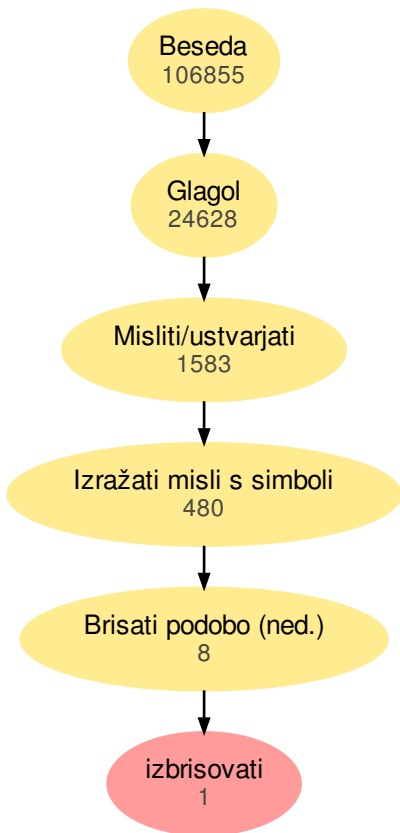 Beseda
106855
Glagol
24628
Misliti/ustvarjati
1583
Izražati misli s simboli
480
Brisati podobo (ned.)
8
izbrisovati
1